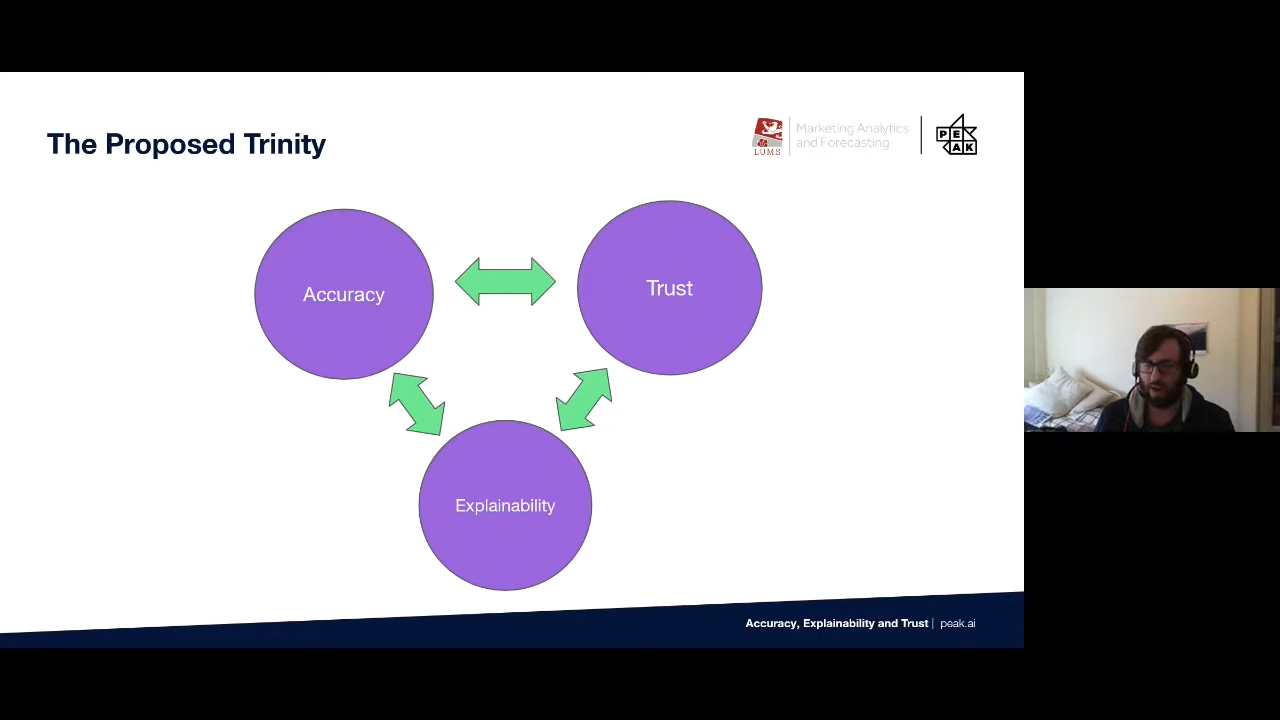 The Proposed Trinity
LUMS
Marketing Analytics
and Forecasting
PE
AK
Accuracy
Trust
Explainability
Accuracy, Explainability and Trust | peak.ai